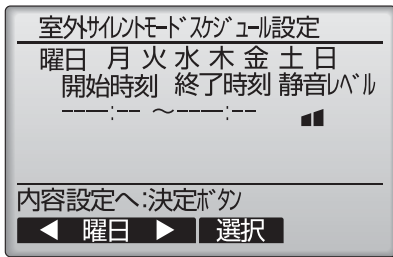 室外ｻｲﾚﾝﾄﾓｰﾄﾞｽｹｼﾞｭｰﾙ設定
曜日 月 火 水 木 金 土 日
開始時刻 終了時刻 静音ﾚﾍﾞﾙ
--:-- ～--:--
内容設定へ:決定ﾎﾞﾀﾝ
◀ 曜日 ▶ 選択